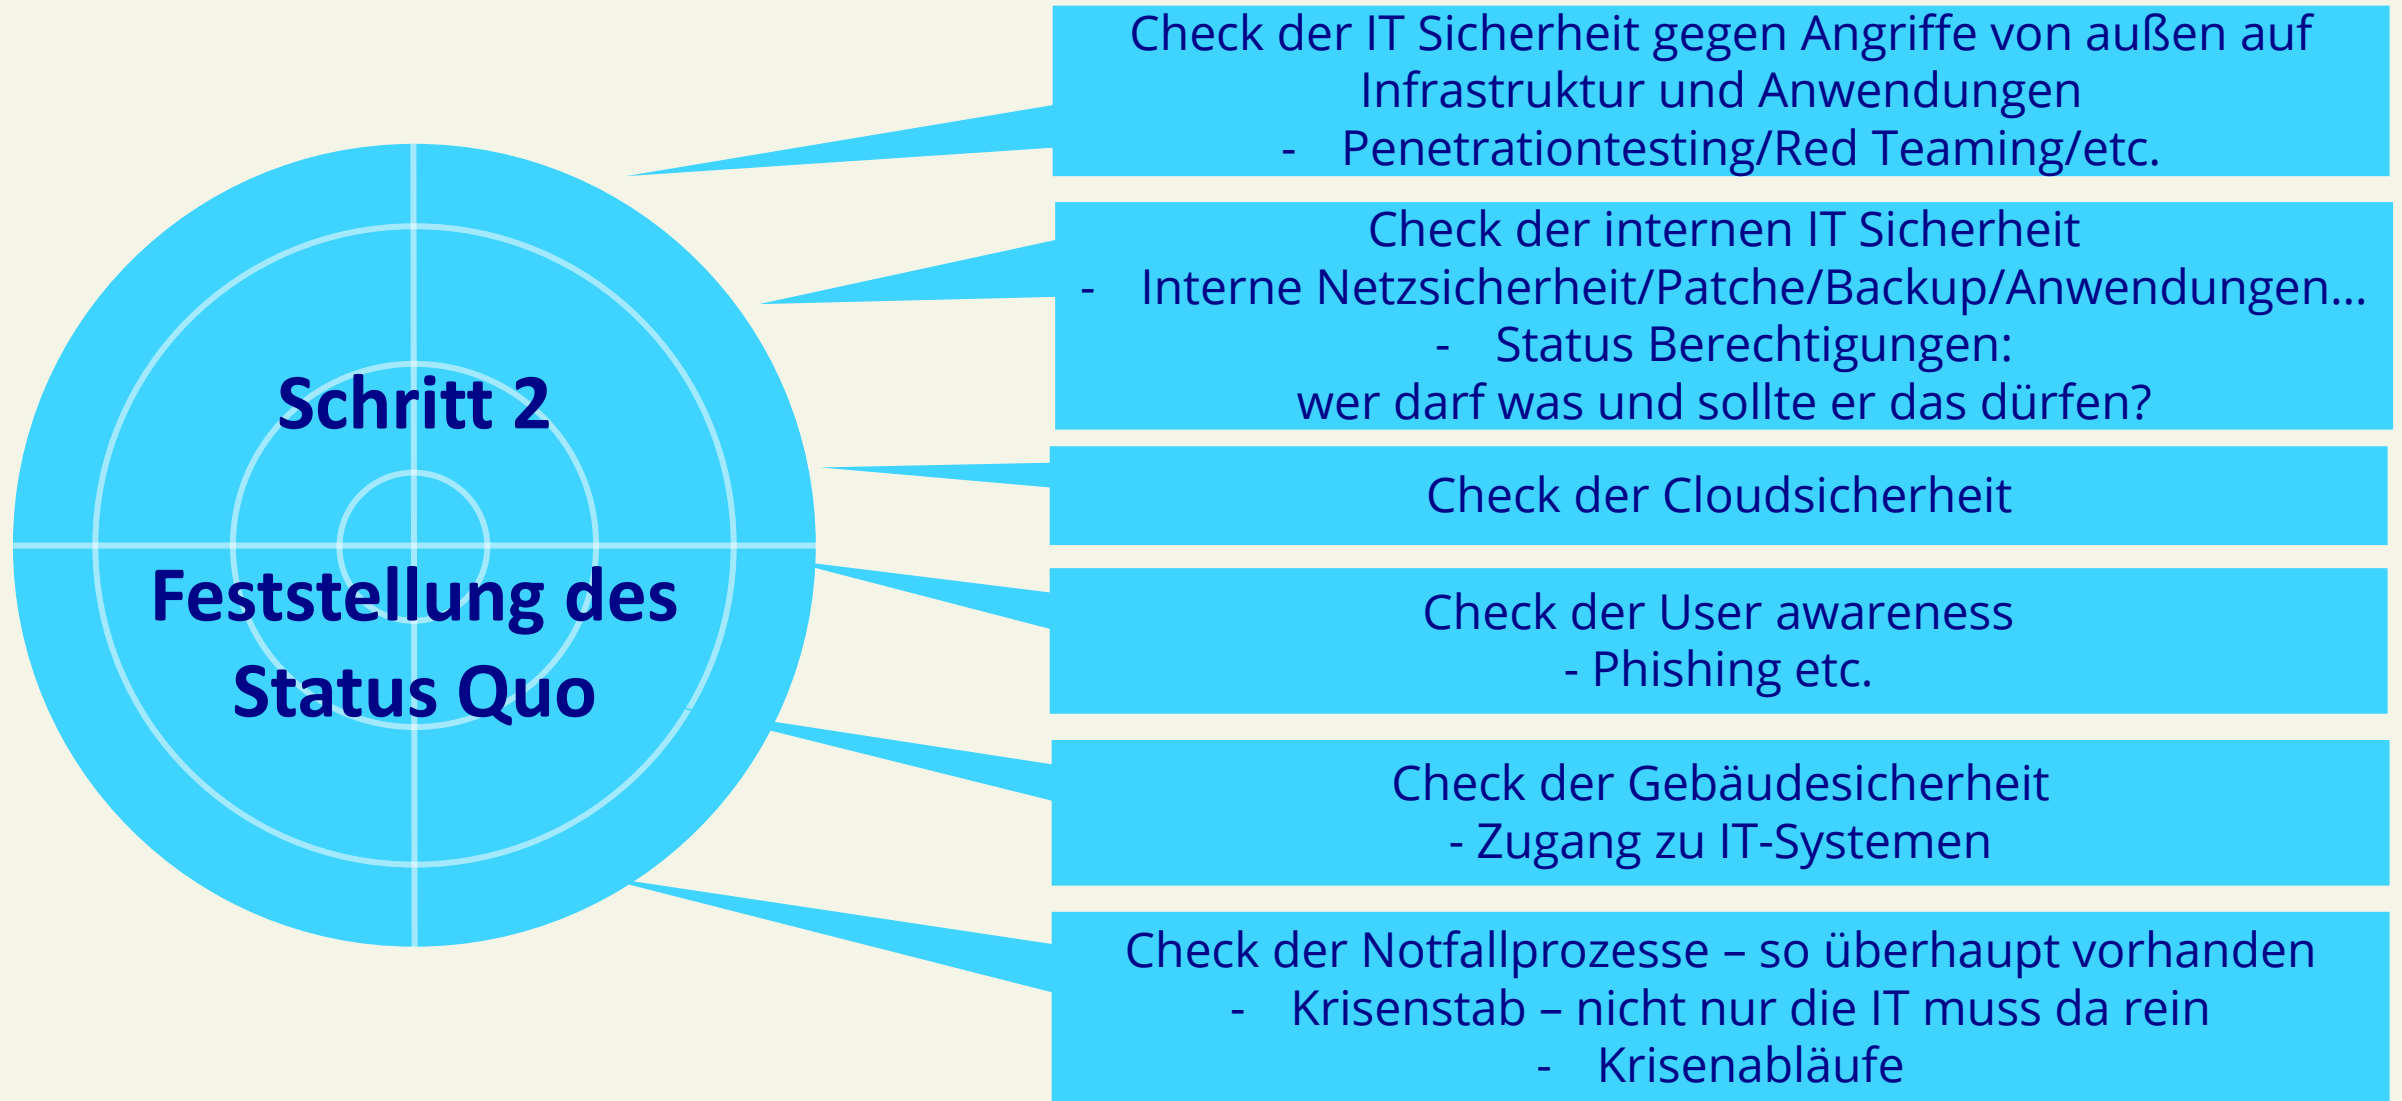 Schritt 2
Feststellung des
Status Quo
Check der IT Sicherheit gegen Angriffe von außen auf
Infrastruktur und Anwendungen
- Penetrationtesting/Red Teaming/etc.
Check der internen IT Sicherheit
- Interne Netzsicherheit/Patche/Backup/Anwendungen...
- Status Berechtigungen:
wer darf was und sollte er das dürfen?
Check der Cloudsicherheit
Check der User awareness
- Phishing etc.
Check der Gebäudesicherheit
- Zugang zu IT-Systemen
Check der Notfallprozesse – so überhaupt vorhanden
- Krisenstab – nicht nur die IT muss da rein
- Krisenabläufe